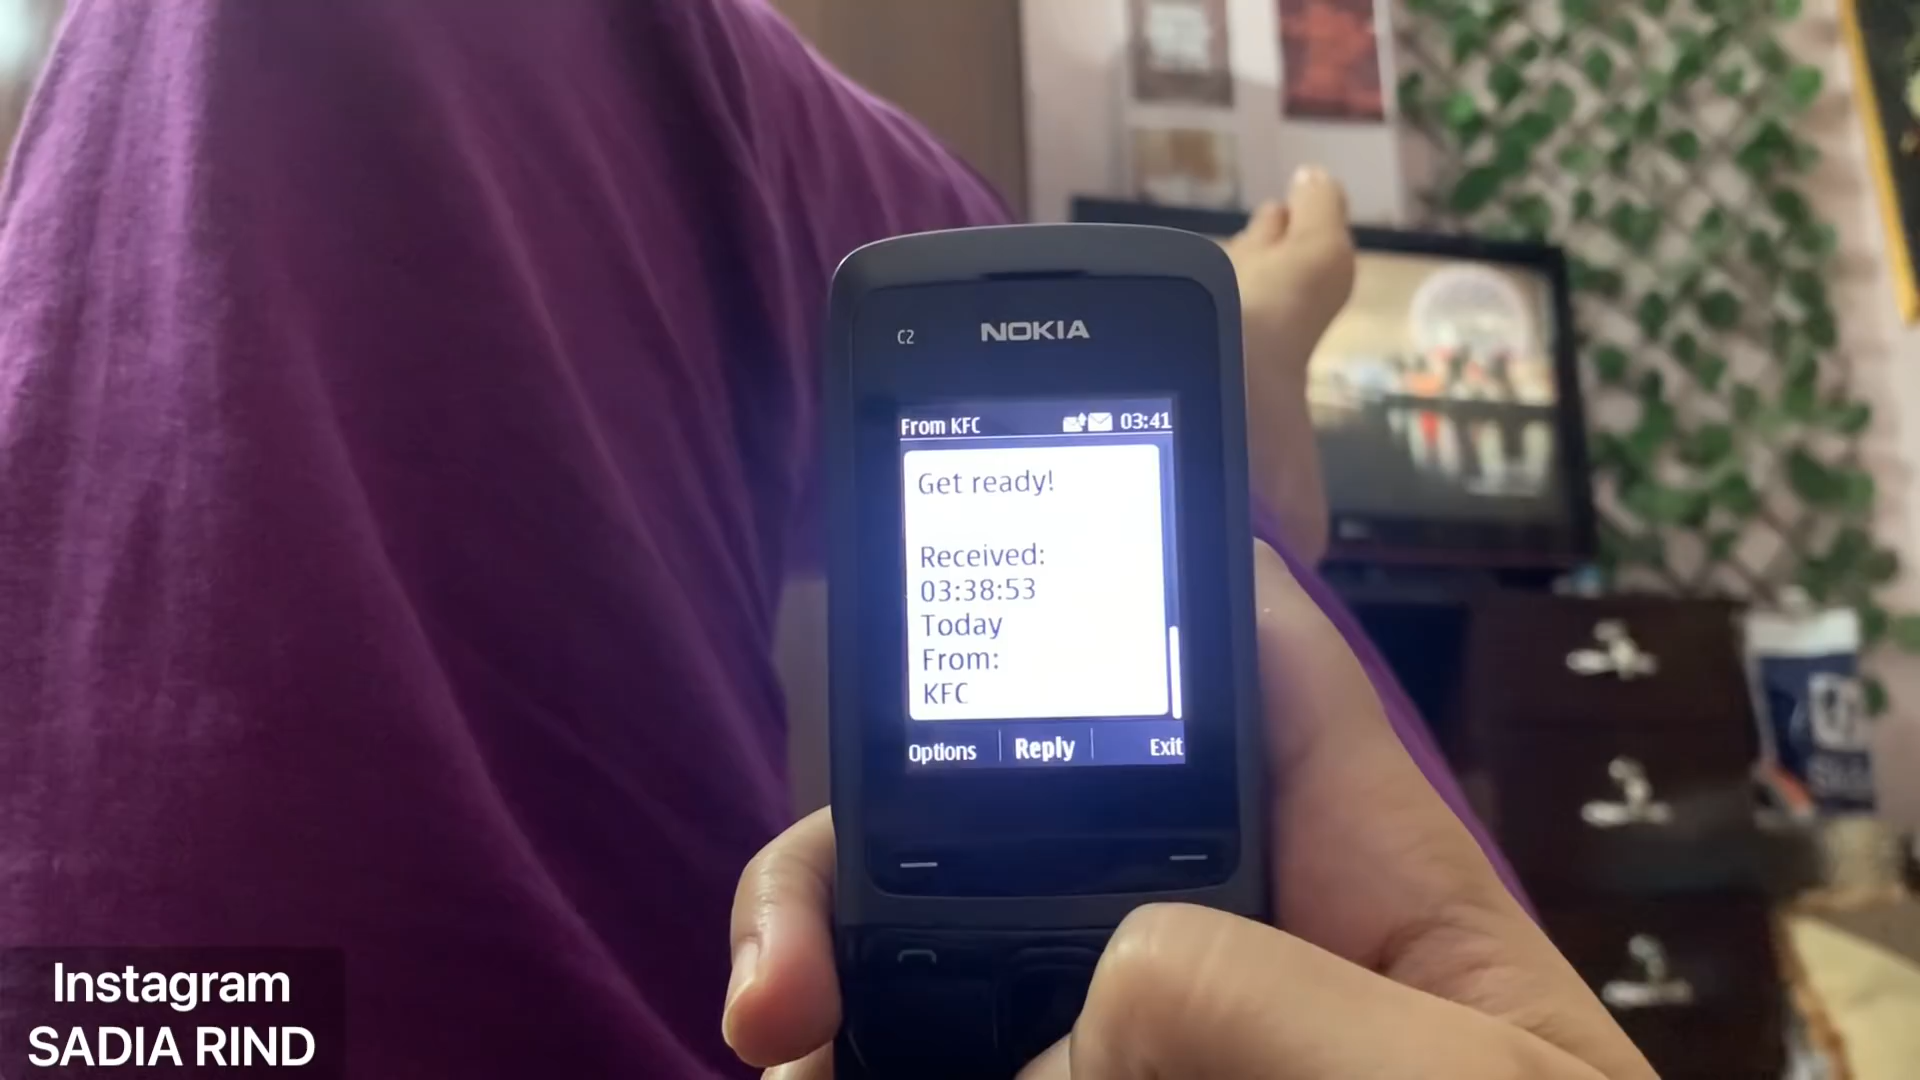 C2
NOKIA
From KFC 03:41
Get ready!
Received:
03:38:53
Today
From:
KFC
Options Reply Exit
Instagram
SADIA RIND